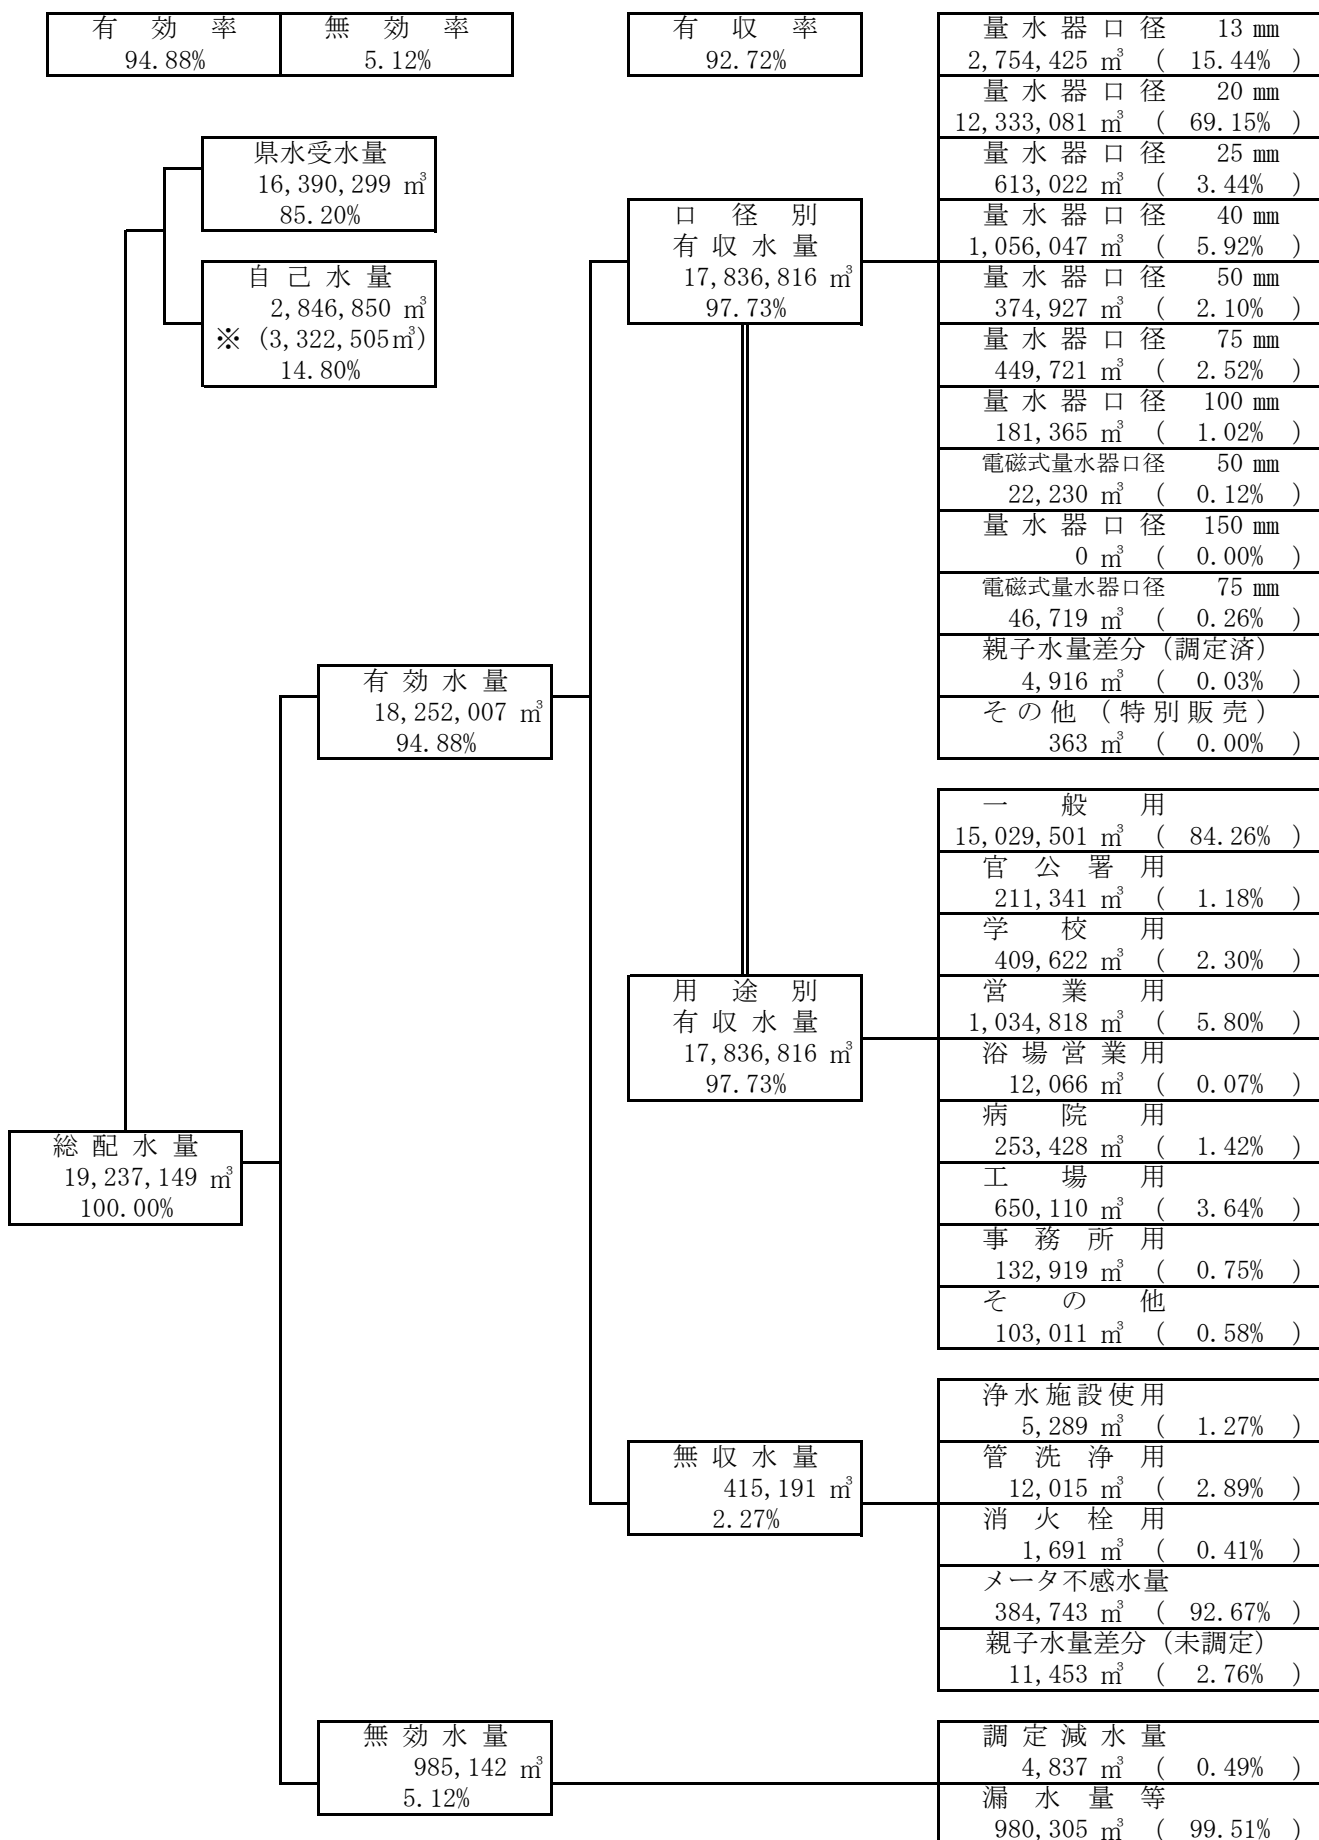 有効率
94.88%
無効率
5.12%
有収率
92.72%
県水受水量
16,390,299 ㎥
85.20%
自己水量
2,846,850 ㎥
※ (3,322,505㎥)
14.80%
総配水量
19,237,149 ㎥
100.00%
有効水量
18,252,007 ㎥
94.88%
無効水量
985,142 ㎥
5.12%
口径別
有収水量
17,836,816 ㎥
97.73%
用途別
有収水量
17,836,816 ㎥
97.73%
無収水量
415,191 ㎥
2.27%
量水器口径 13 ㎜
2,754,425 ㎥ ( 15.44% )
量水器口径 20 ㎜
12,333,081 ㎥ ( 69.15% )
量水器口径 25 ㎜
613,022 ㎥ ( 3.44% )
量水器口径 40 ㎜
1,056,047 ㎥ ( 5.92% )
量水器口径 50 ㎜
374,927 ㎥ ( 2.10% )
量水器口径 75 ㎜
449,721 ㎥ ( 2.52% )
量水器口径 100 ㎜
181,365 ㎥ ( 1.02% )
電磁式量水器口径 50 ㎜
22,230 ㎥ ( 0.12% )
量水器口径 150 ㎜
0 ㎥ ( 0.00% )
電磁式量水器口径 75 ㎜
46,719 ㎥ ( 0.26% )
親子水量差分（調定済）
4,916 ㎥ ( 0.03% )
その他（特別販売）
363 ㎥ ( 0.00% )
一般用
15,029,501 ㎥ ( 84.26% )
官公署用
211,341 ㎥ ( 1.18% )
学校用
409,622 ㎥ ( 2.30% )
営業用
1,034,818 ㎥ ( 5.80% )
浴場営業用
12,066 ㎥ ( 0.07% )
病院用
253,428 ㎥ ( 1.42% )
工場用
650,110 ㎥ ( 3.64% )
事務所用
132,919 ㎥ ( 0.75% )
その他
103,011 ㎥ ( 0.58% )
浄水施設使用
5,289 ㎥ ( 1.27% )
管洗浄用
12,015 ㎥ ( 2.89% )
消火栓用
1,691 ㎥ ( 0.41% )
メータ不感水量
384,743 ㎥ ( 92.67% )
親子水量差分（未調定）
11,453 ㎥ ( 2.76% )
調定減水量
4,837 ㎥ ( 0.49% )
漏水量等
980,305 ㎥ ( 99.51% )